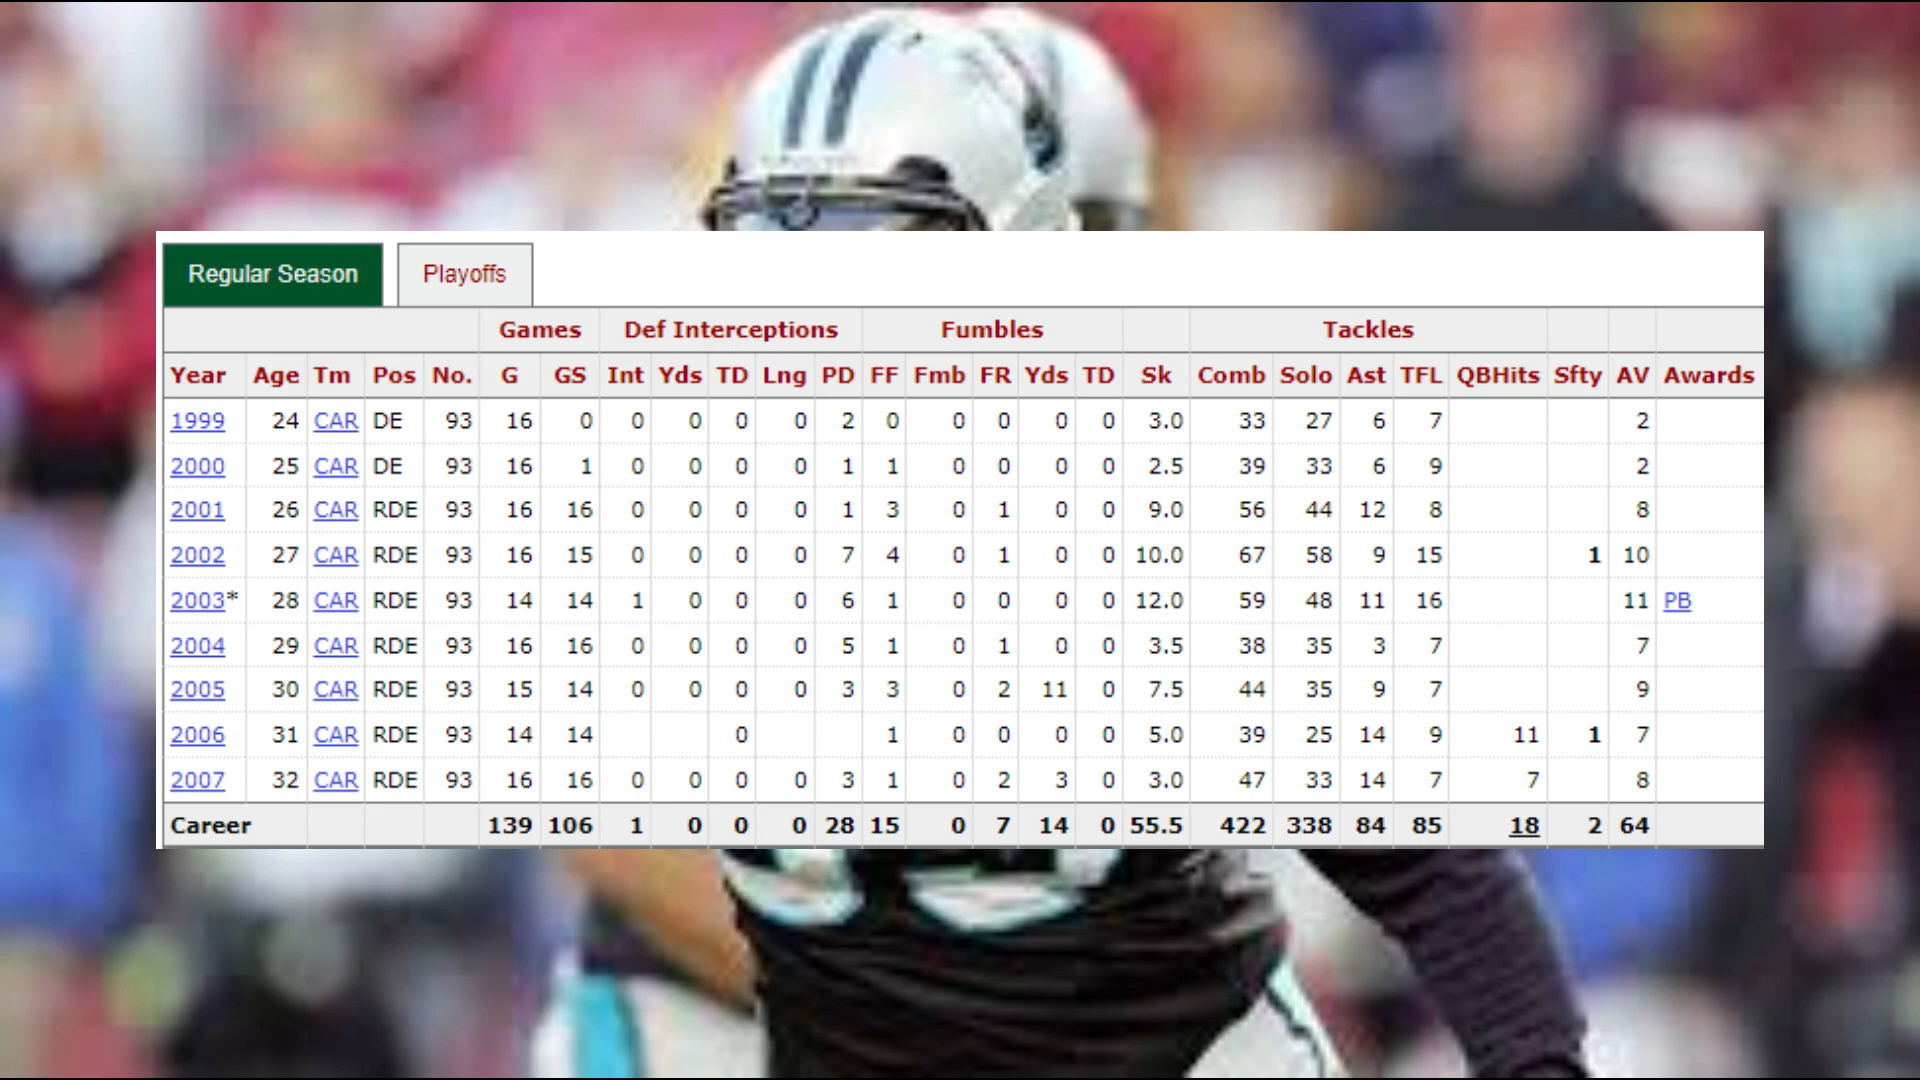 Regular Season Playoffs
Games Def Interceptions Fumbles Tackles
Year Age Tm Pos No. G GS Int Yds TD Lng PD FF Fmb FR Yds TD Sk Comb Solo Ast TFL QBHits Sfty AV Awards
1999 24 CAR DE 93 16 0 0 0 0 0 2 0 0 0 0 0 3.0 33 27 6 7 2
2000 25 CAR DE 93 16 1 0 0 0 0 1 1 0 0 0 0 2.5 39 33 6 9 2
2001 26 CAR RDE 93 16 16 0 0 0 0 1 3 0 1 0 0 9.0 56 44 12 8 8
2002 27 CAR RDE 93 16 15 0 0 0 0 7 4 0 1 0 0 10.0 67 58 9 15 1 10
2003* 28 CAR RDE 93 14 14 1 0 0 0 6 1 0 0 0 0 12.0 59 48 11 16 11 PB
2004 29 CAR RDE 93 16 16 0 0 0 0 5 1 0 1 0 0 3.5 38 35 3 7 7
2005 30 CAR RDE 93 15 14 0 0 0 0 3 3 0 2 11 0 7.5 44 35 9 7 9
2006 31 CAR RDE 93 14 14 0 1 0 0 0 0 5.0 39 25 14 9 11 1 7
2007 32 CAR RDE 93 16 16 0 0 0 0 3 1 0 2 3 0 3.0 47 33 14 7 7 8
Career 139 106 1 0 0 0 28 15 0 7 14 0 55.5 422 338 84 85 18 2 64